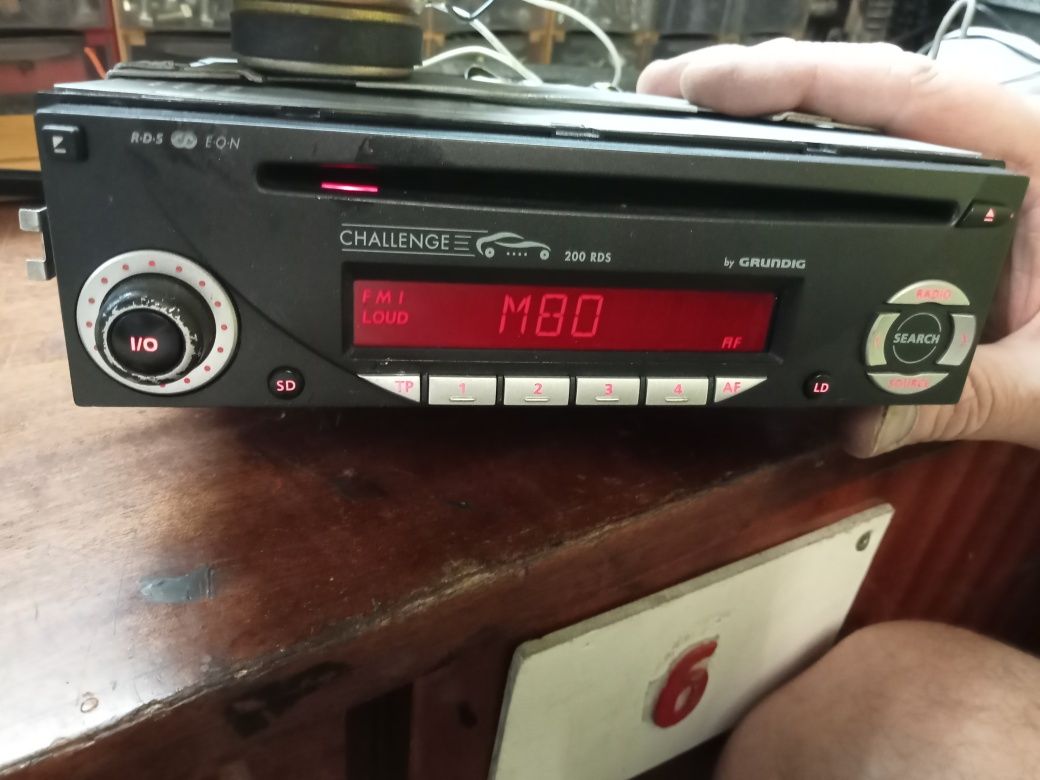 R·D·S E·O·N
CHALLENGE 200 RDS by GRUNDIG
FM1
LOUD
M80
AF
I/O
SD
TP 1 2 3 4 AF
LD
RADIO
SEARCH
SOURCE
6